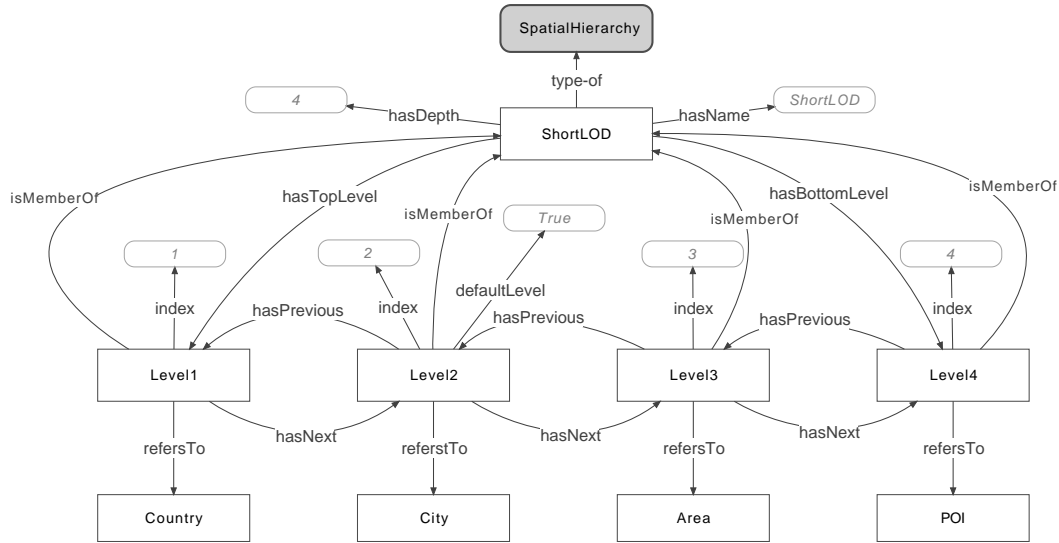 SpatialHierarchy
type-of
4
hasDepth
hasName
ShortLOD
ShortLOD
isMemberOf
hasTopLevel
isMemberOf
True
isMemberOf
hasBottomLevel
isMemberOf
1
2
3
4
index
hasPrevious
index
defaultLevel
hasPrevious
index
hasPrevious
index
Level1
Level2
Level3
Level4
hasNext
hasNext
hasNext
refersTo
referstTo
refersTo
refersTo
Country
City
Area
POI